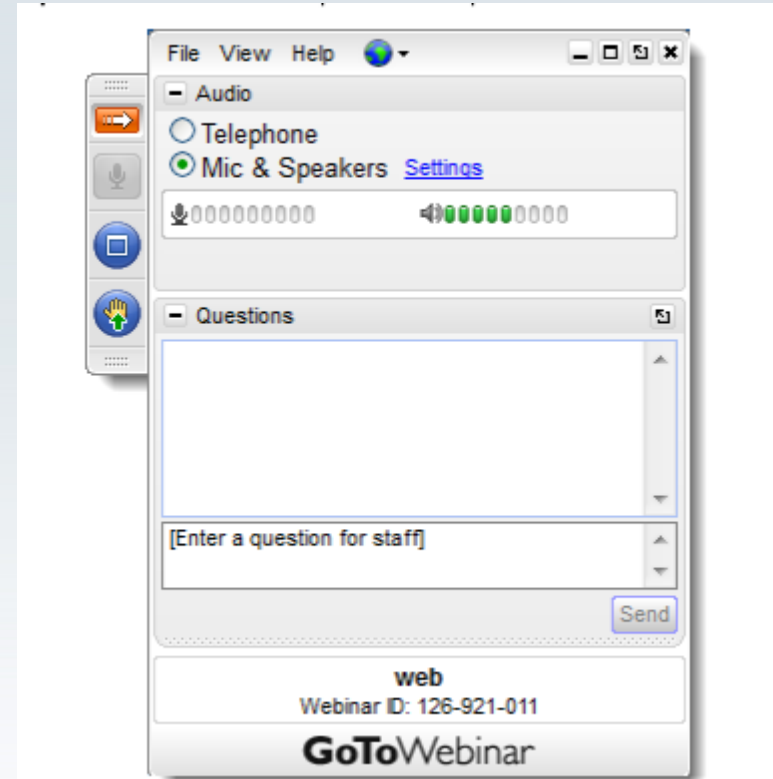 File View Help
Audio
Telephone
Mic & Speakers Settings
Questions
[Enter a question for staff]
Send
web
Webinar ID: 126-921-011
GoToWebinar